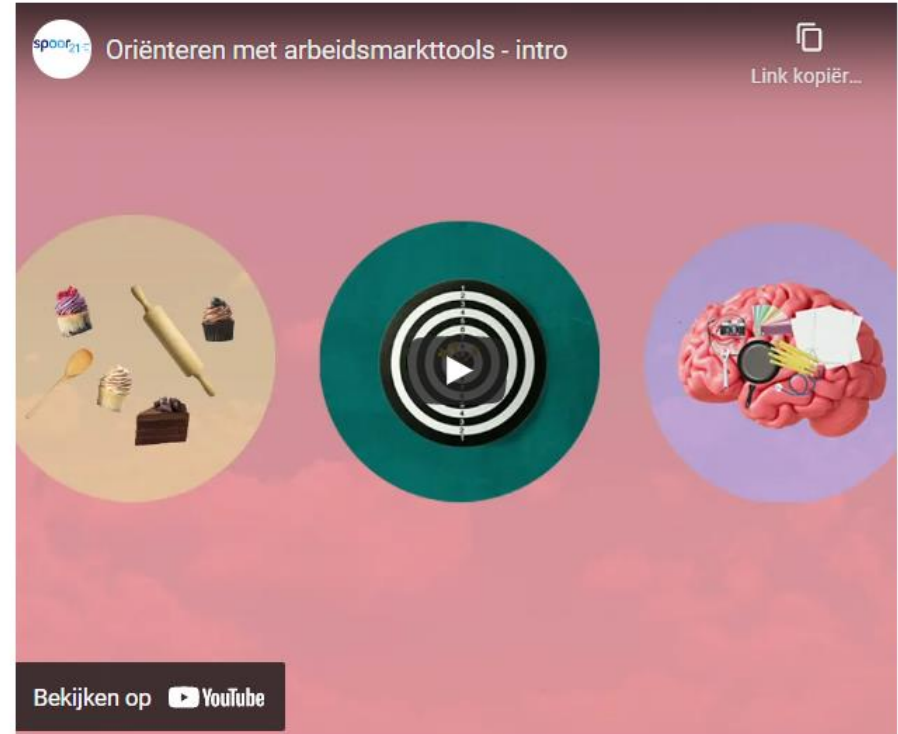 spoor21
Oriënteren met arbeidsmarkttools - intro
Link kopiër...
Bekijken op YouTube